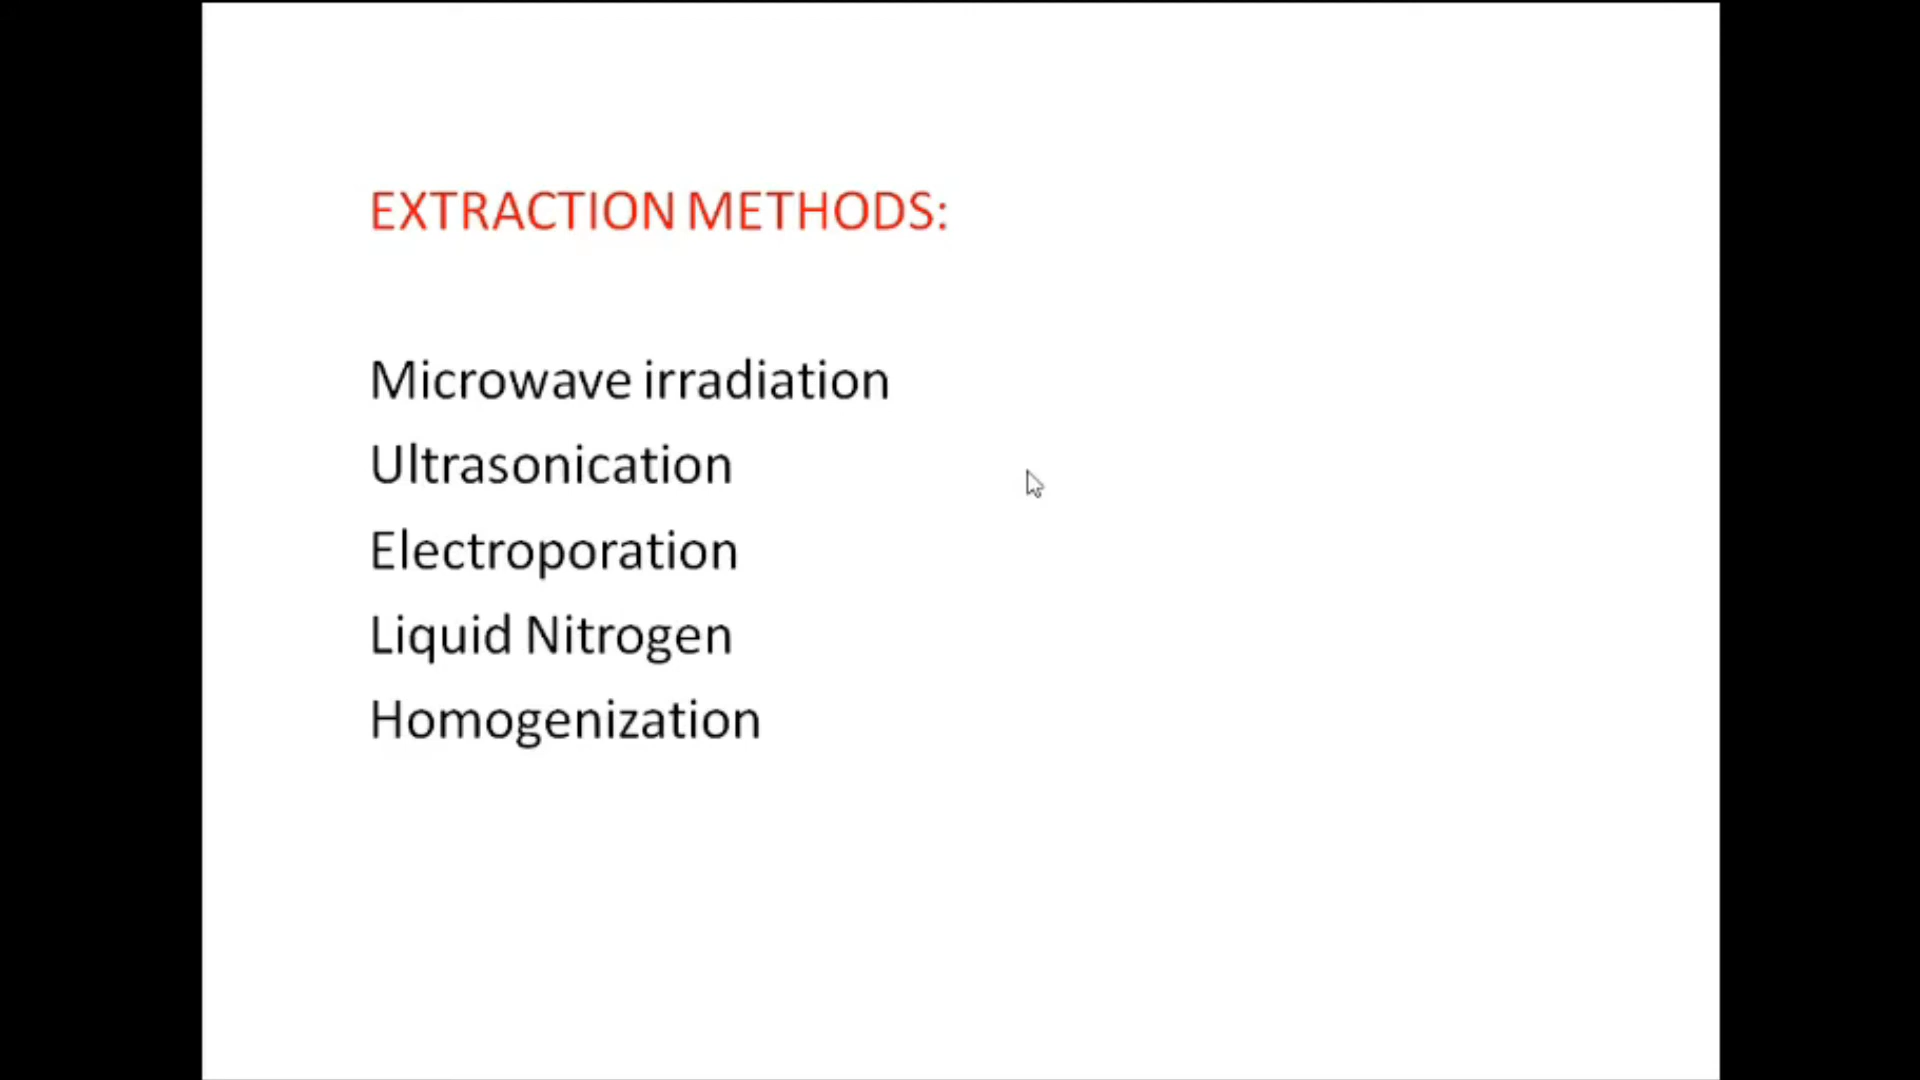 EXTRACTION METHODS:
Microwave irradiation
Ultrasonication
Electroporation
Liquid Nitrogen
Homogenization